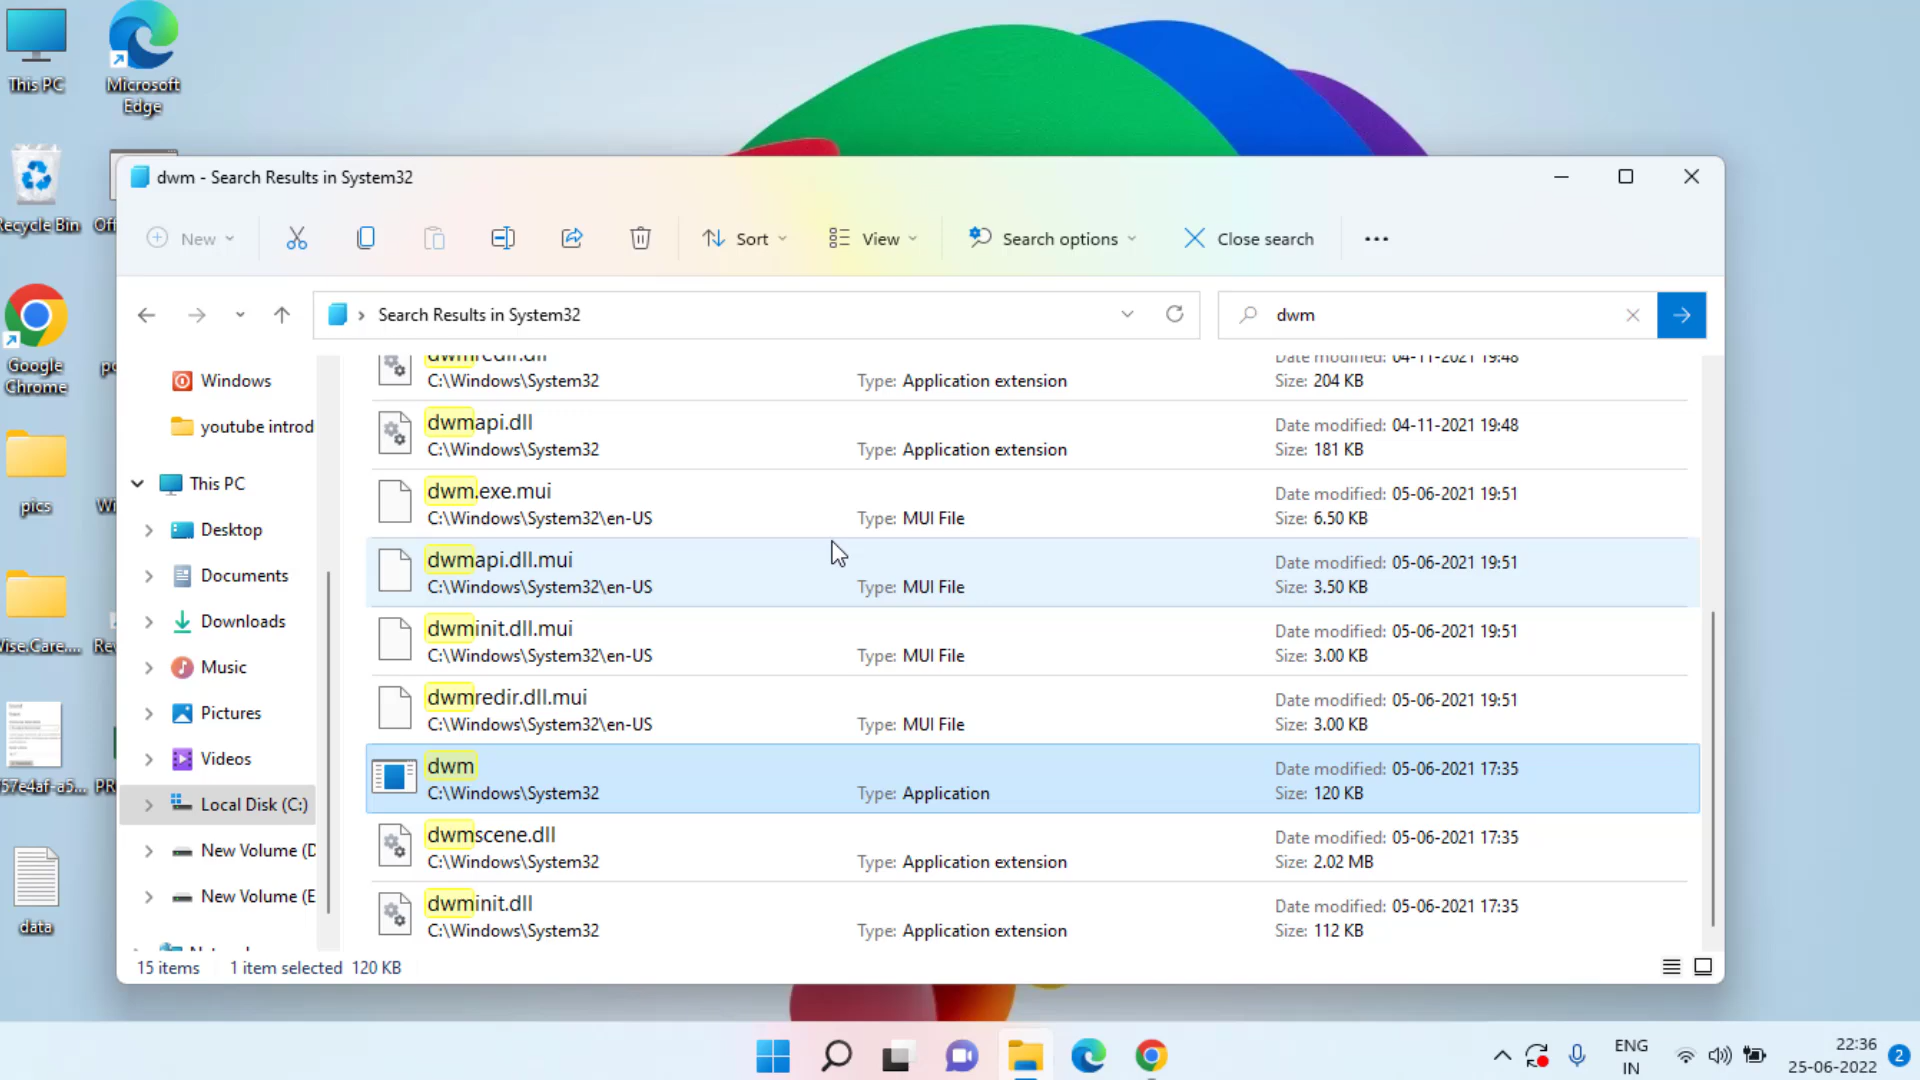 This PC
Microsoft
Edge
Recycle Bin
Google
Chrome
pics
data
dwm - Search Results in System32
New
Sort
View
Search options
Close search
Search Results in System32
dwm
Windows
youtube introd
This PC
Desktop
Documents
Downloads
Music
Pictures
Videos
Local Disk (C:)
New Volume (D
New Volume (E
dwmredir.dll
C:\Windows\System32
Type: Application extension
Date modified: 04-11-2021 19:48
Size: 204 KB
dwmapi.dll
C:\Windows\System32
Type: Application extension
Date modified: 04-11-2021 19:48
Size: 181 KB
dwm.exe.mui
C:\Windows\System32\en-US
Type: MUI File
Date modified: 05-06-2021 19:51
Size: 6.50 KB
dwmapi.dll.mui
C:\Windows\System32\en-US
Type: MUI File
Date modified: 05-06-2021 19:51
Size: 3.50 KB
dwminit.dll.mui
C:\Windows\System32\en-US
Type: MUI File
Date modified: 05-06-2021 19:51
Size: 3.00 KB
dwmredir.dll.mui
C:\Windows\System32\en-US
Type: MUI File
Date modified: 05-06-2021 19:51
Size: 3.00 KB
dwm
C:\Windows\System32
Type: Application
Date modified: 05-06-2021 17:35
Size: 120 KB
dwmscene.dll
C:\Windows\System32
Type: Application extension
Date modified: 05-06-2021 17:35
Size: 2.02 MB
dwminit.dll
C:\Windows\System32
Type: Application extension
Date modified: 05-06-2021 17:35
Size: 112 KB
15 items
1 item selected 120 KB
ENG
IN
22:36
25-06-2022
2